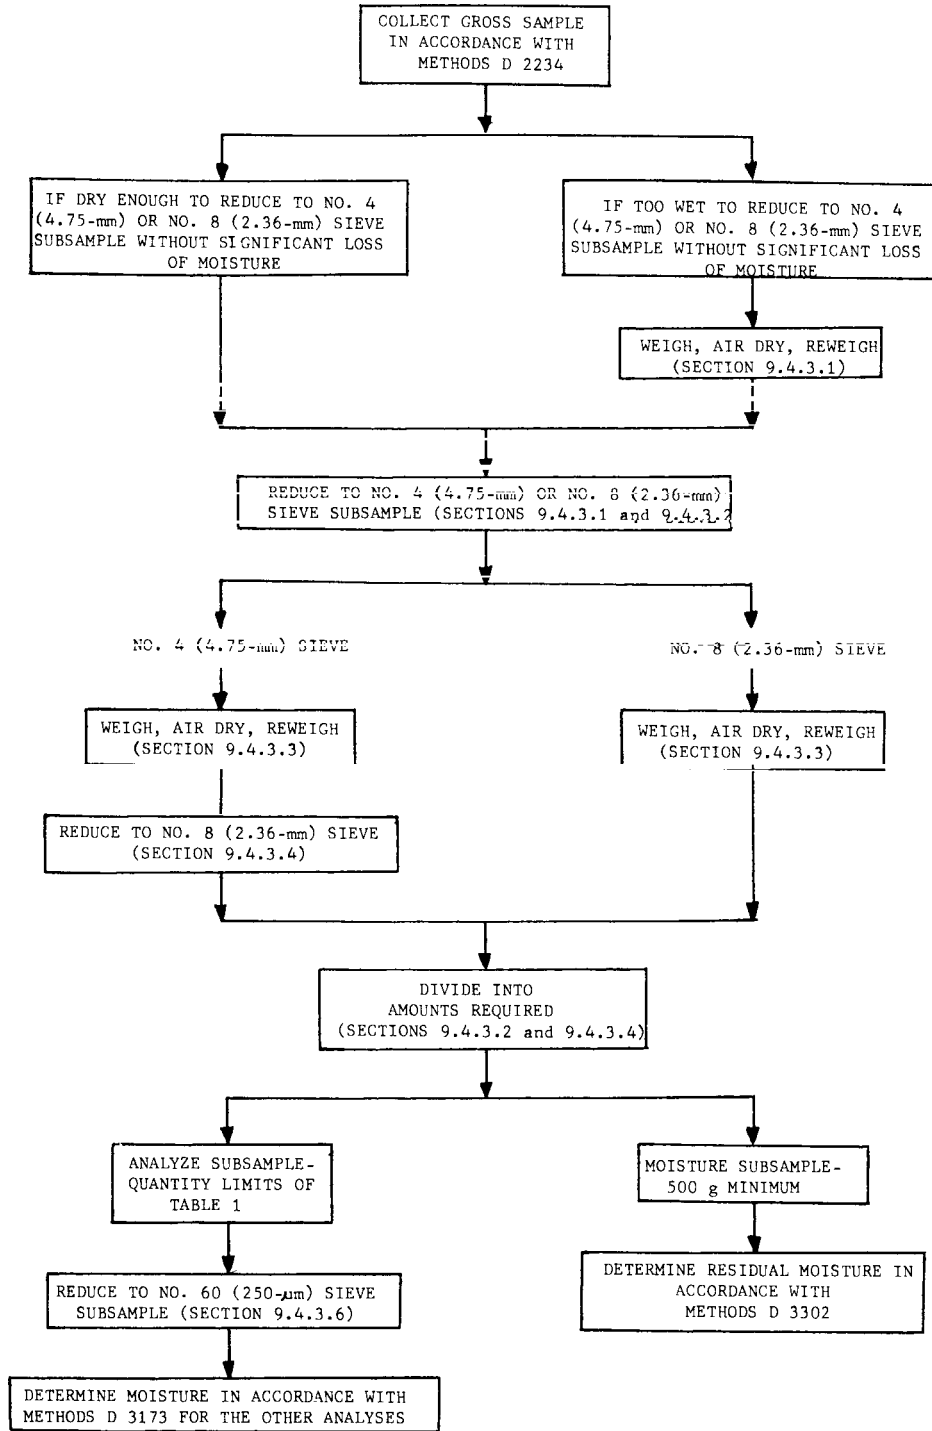 COLLECT GROSS SAMPLE
IN ACCORDANCE WITH
METHODS D 2234
IF DRY ENOUGH TO REDUCE TO NO. 4
(4.75-mm) OR NO. 8 (2.36-mm) SIEVE
SUBSAMPLE WITHOUT SIGNIFICANT LOSS
OF MOISTURE
IF TOO WET TO REDUCE TO NO. 4
(4.75-mm) OR NO. 8 (2.36-mm) SIEVE
SUBSAMPLE WITHOUT SIGNIFICANT LOSS
OF MOISTURE
WEIGH, AIR DRY, REWEIGH
(SECTION 9.4.3.1)
REDUCE TO NO. 4 (4.75-mm) OR NO. 8 (2.36-mm)
SIEVE SUBSAMPLE (SECTIONS 9.4.3.1 and 9.4.3.2
NO. 4 (4.75-mm) SIEVE
NO. 8 (2.36-mm) SIEVE
WEIGH, AIR DRY, REWEIGH
(SECTION 9.4.3.3)
WEIGH, AIR DRY, REWEIGH
(SECTION 9.4.3.3)
REDUCE TO NO. 8 (2.36-mm) SIEVE
(SECTION 9.4.3.4)
DIVIDE INTO
AMOUNTS REQUIRED
(SECTIONS 9.4.3.2 and 9.4.3.4)
ANALYZE SUBSAMPLE-
QUANTITY LIMITS OF
TABLE 1
MOISTURE SUBSAMPLE-
500 g MINIMUM
REDUCE TO NO. 60 (250-μm) SIEVE
SUBSAMPLE (SECTION 9.4.3.6)
DETERMINE RESIDUAL MOISTURE IN
ACCORDANCE WITH
METHODS D 3302
DETERMINE MOISTURE IN ACCORDANCE WITH
METHODS D 3173 FOR THE OTHER ANALYSES